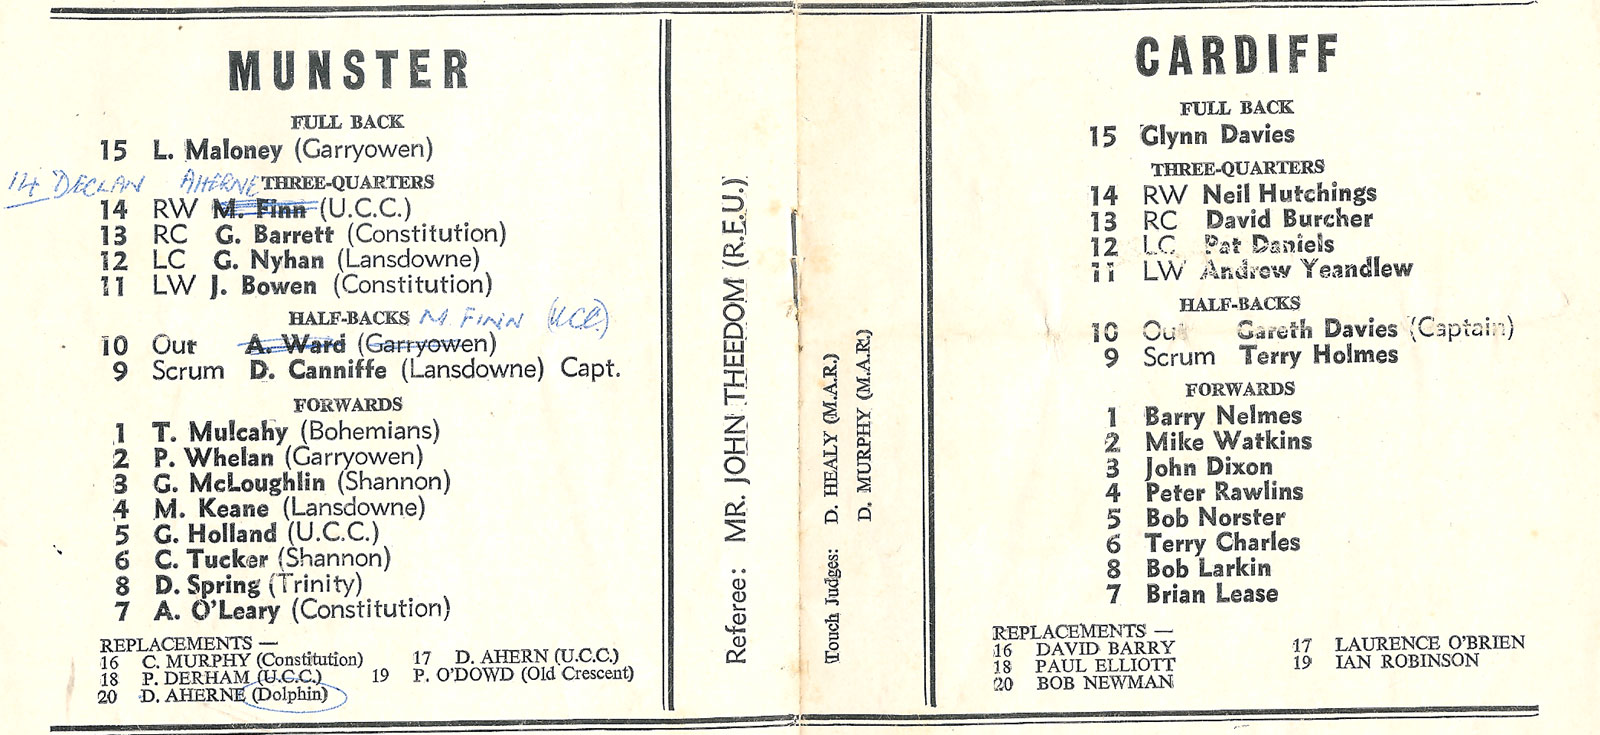 MUNSTER
FULL BACK
15 L. Maloney (Garryowen)
14 DECLAN AHERNE
THREE-QUARTERS
14 RW M. Finn (U.C.C.)
13 RC G. Barrett (Constitution)
12 LC G. Nyhan (Lansdowne)
11 LW J. Bowen (Constitution)
HALF-BACKS M. FINN (UCC)
10 Out A. Ward (Garryowen)
9 Scrum D. Canniffe (Lansdowne) Capt.
FORWARDS
1 T. Mulcahy (Bohemians)
2 P. Whelan (Garryowen)
3 G. McLoughlin (Shannon)
4 M. Keane (Lansdowne)
5 G. Holland (U.C.C.)
6 C. Tucker (Shannon)
8 D. Spring (Trinity)
7 A. O'Leary (Constitution)
REPLACEMENTS —
16 C. MURPHY (Constitution) 17 D. AHERN (U.C.C.)
18 P. DERHAM (U.C.C.) 19 P. O'DOWD (Old Crescent)
20 D. AHERNE (Dolphin)
Referee: MR. JOHN THEEDOM (R.F.U.)
Touch Judges: D. HEALY (M.A.R.)
D. MURPHY (M.A.R.)
CARDIFF
FULL BACK
15 Glynn Davies
THREE-QUARTERS
14 RW Neil Hutchings
13 RC David Burcher
12 LC Pat Daniels
11 LW Andrew Yeandlew
HALF-BACKS
10 Out Gareth Davies (Captain)
9 Scrum Terry Holmes
FORWARDS
1 Barry Nelmes
2 Mike Watkins
3 John Dixon
4 Peter Rawlins
5 Bob Norster
6 Terry Charles
8 Bob Larkin
7 Brian Lease
REPLACEMENTS —
16 DAVID BARRY 17 LAURENCE O'BRIEN
18 PAUL ELLIOTT 19 IAN ROBINSON
20 BOB NEWMAN